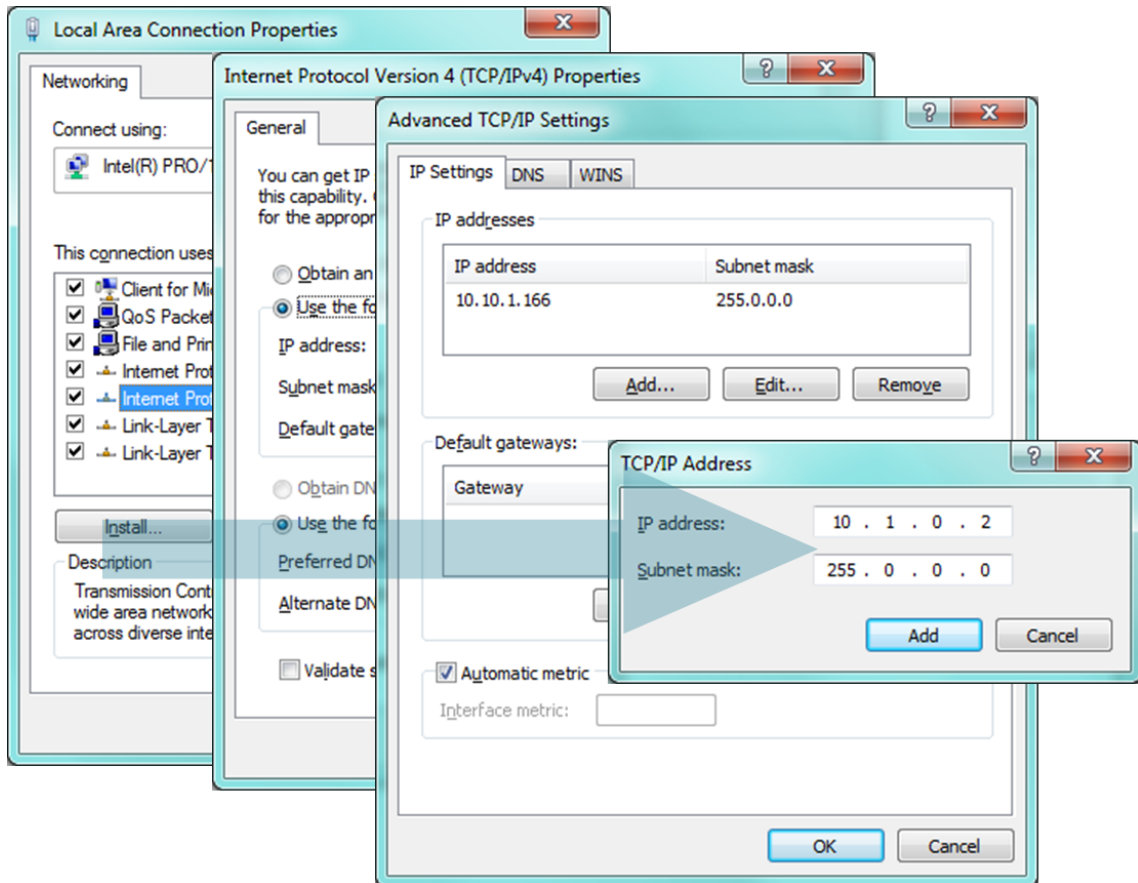 Local Area Connection Properties
Networking
Connect using:
Intel(R) PRO/1
This connection uses
Client for Mi
QoS Packet
File and Prin
Internet Prot
Internet Prot
Link-Layer T
Link-Layer T
Install...
Description
Transmission Cont
wide area network
across diverse inte
Internet Protocol Version 4 (TCP/IPv4) Properties
General
You can get IP
this capability.
for the appropr
Obtain an
Use the fo
IP address:
Subnet mask
Default gate
Obtain DN
Use the fo
Preferred DN
Alternate DN
Validate s
Advanced TCP/IP Settings
IP Settings DNS WINS
IP addresses
IP address Subnet mask
10.10.1.166 255.0.0.0
Add... Edit... Remove
Default gateways:
Gateway
Automatic metric
Interface metric:
OK Cancel
TCP/IP Address
IP address: 10 . 1 . 0 . 2
Subnet mask: 255 . 0 . 0 . 0
Add Cancel